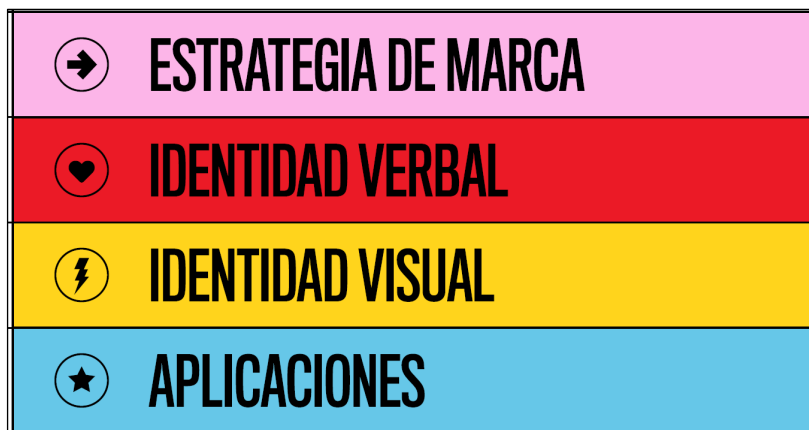 ESTRATEGIA DE MARCA
IDENTIDAD VERBAL
IDENTIDAD VISUAL
APLICACIONES